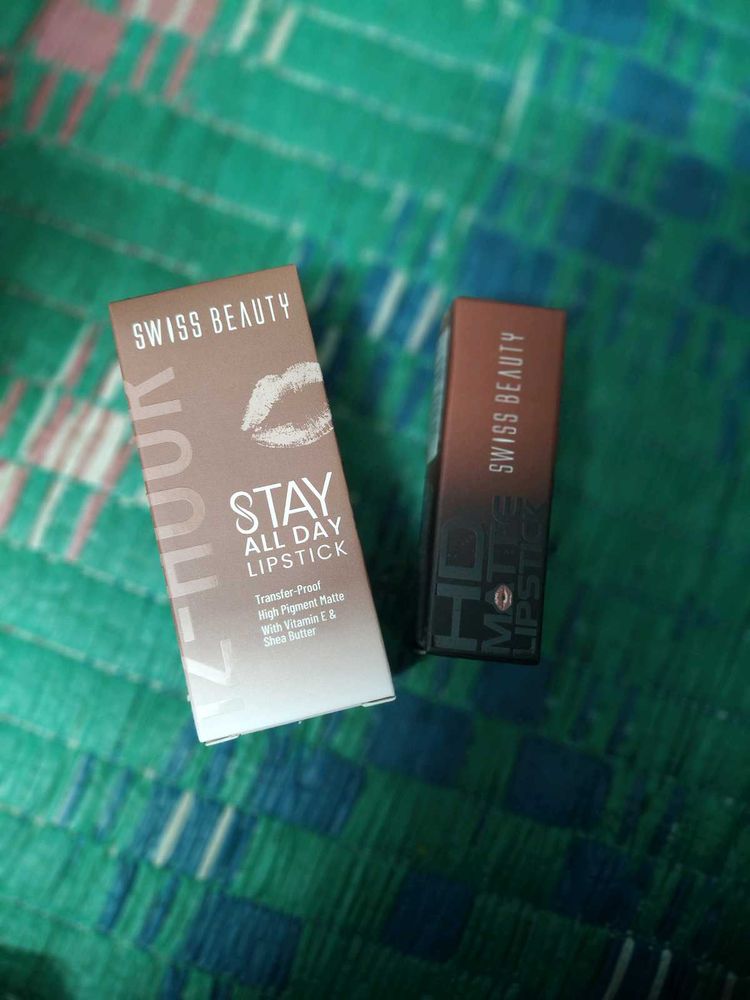 SWISS BEAUTY
12-HOUR
STAY
ALL DAY
LIPSTICK
Transfer-Proof
High Pigment Matte
With Vitamin E &
Shea Butter
SWISS BEAUTY
HD
MATTE
LIPSTICK